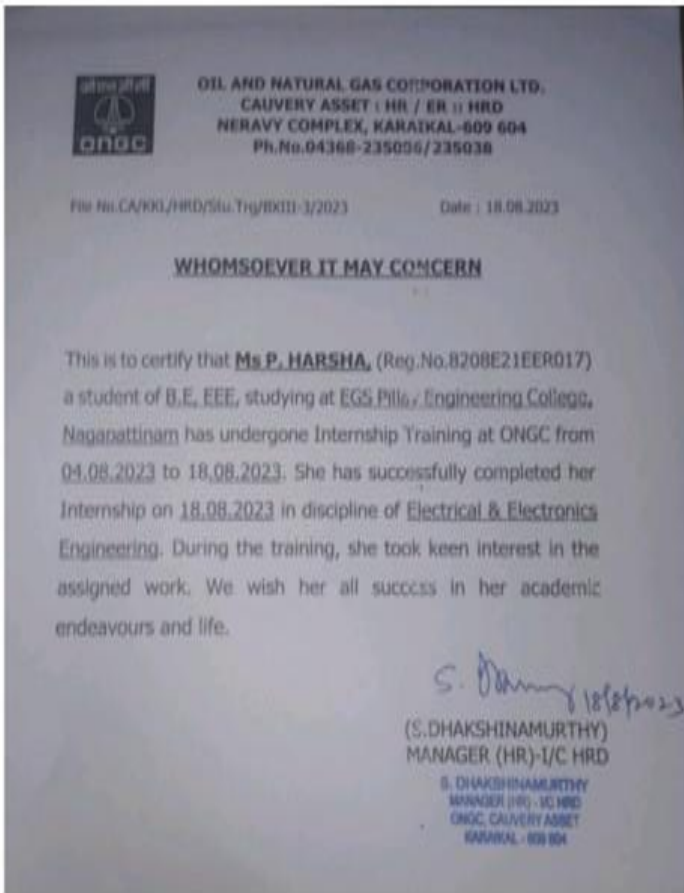 ओएनजीसी
ongc
OIL AND NATURAL GAS CORPORATION LTD.
CAUVERY ASSET : HR / ER :: HRD
NERAVY COMPLEX, KARAIKAL-609 604
Ph.No.04368-235036/235038
File No.CA/KKL/HRD/Stu.Trg/BXIII-3/2023 Date : 18.08.2023
WHOMSOEVER IT MAY CONCERN
This is to certify that Ms P. HARSHA, (Reg.No.8208E21EER017)
a student of B.E, EEE, studying at EGS Pillay Engineering College,
Nagapattinam has undergone Internship Training at ONGC from
04.08.2023 to 18.08.2023. She has successfully completed her
Internship on 18.08.2023 in discipline of Electrical & Electronics
Engineering. During the training, she took keen interest in the
assigned work. We wish her all success in her academic
endeavours and life.
S. 18/8/2023
(S.DHAKSHINAMURTHY)
MANAGER (HR)-I/C HRD
S. DHAKSHINAMURTHY
MANAGER (HR) - I/C HRD
ONGC, CAUVERY ASSET
KARAIKAL - 609 604